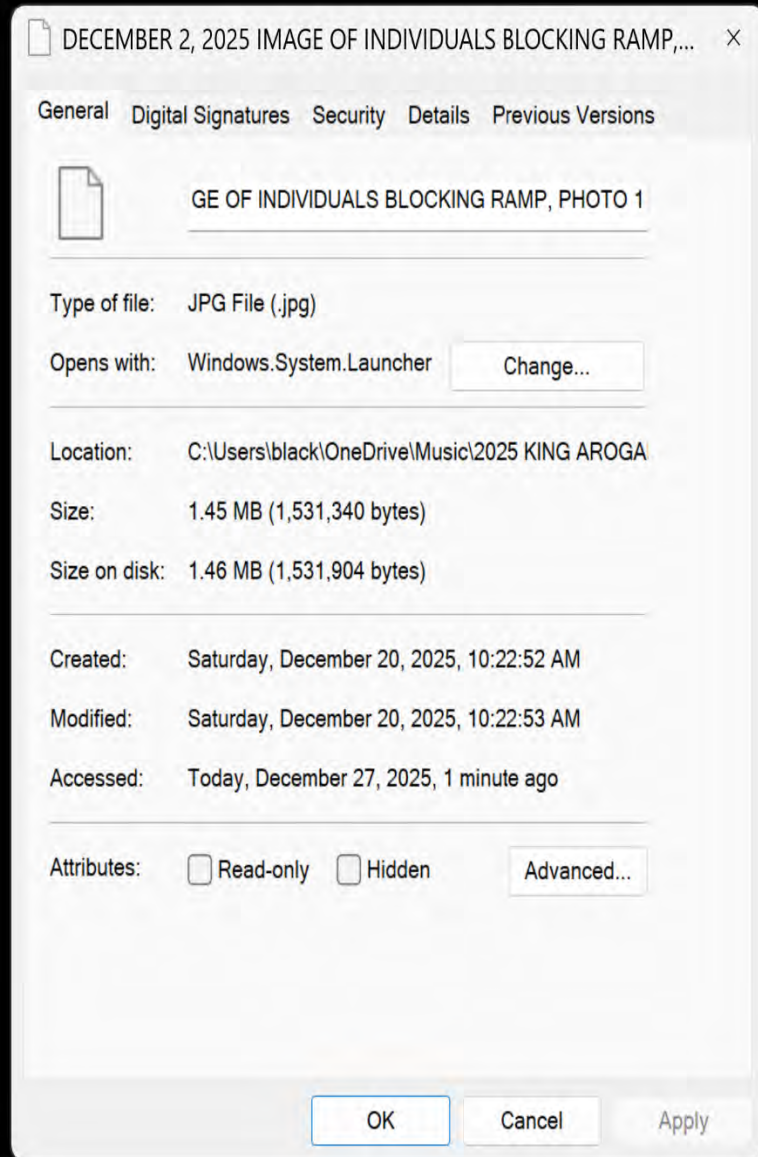 DECEMBER 2, 2025 IMAGE OF INDIVIDUALS BLOCKING RAMP,...
General Digital Signatures Security Details Previous Versions
GE OF INDIVIDUALS BLOCKING RAMP, PHOTO 1
Type of file: JPG File (.jpg)
Opens with: Windows.System.Launcher Change...
Location: C:\Users\black\OneDrive\Music\2025 KING AROGA
Size: 1.45 MB (1,531,340 bytes)
Size on disk: 1.46 MB (1,531,904 bytes)
Created: Saturday, December 20, 2025, 10:22:52 AM
Modified: Saturday, December 20, 2025, 10:22:53 AM
Accessed: Today, December 27, 2025, 1 minute ago
Attributes: Read-only Hidden Advanced...
OK Cancel Apply